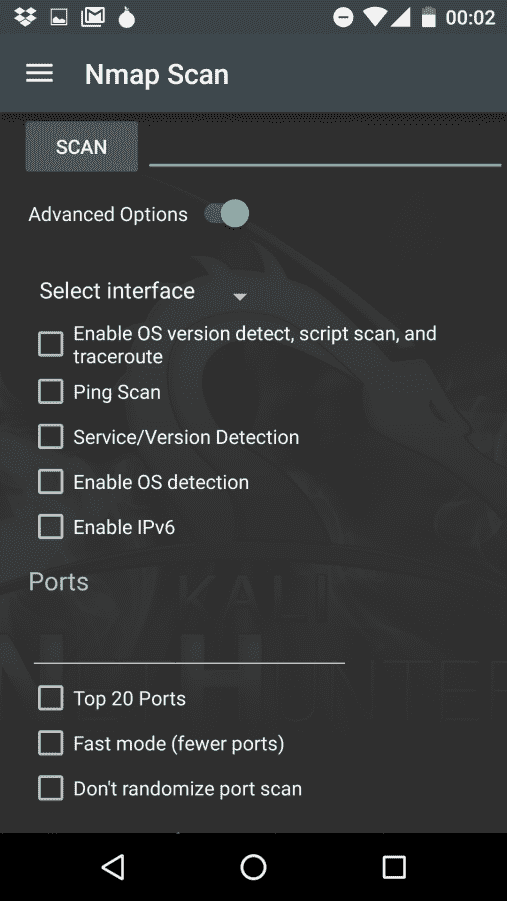 00:02
Nmap Scan
SCAN
Advanced Options
Select interface
Enable OS version detect, script scan, and
traceroute
Ping Scan
Service/Version Detection
Enable OS detection
Enable IPv6
Ports
KALI
NETHUNTER
Top 20 Ports
Fast mode (fewer ports)
Don't randomize port scan